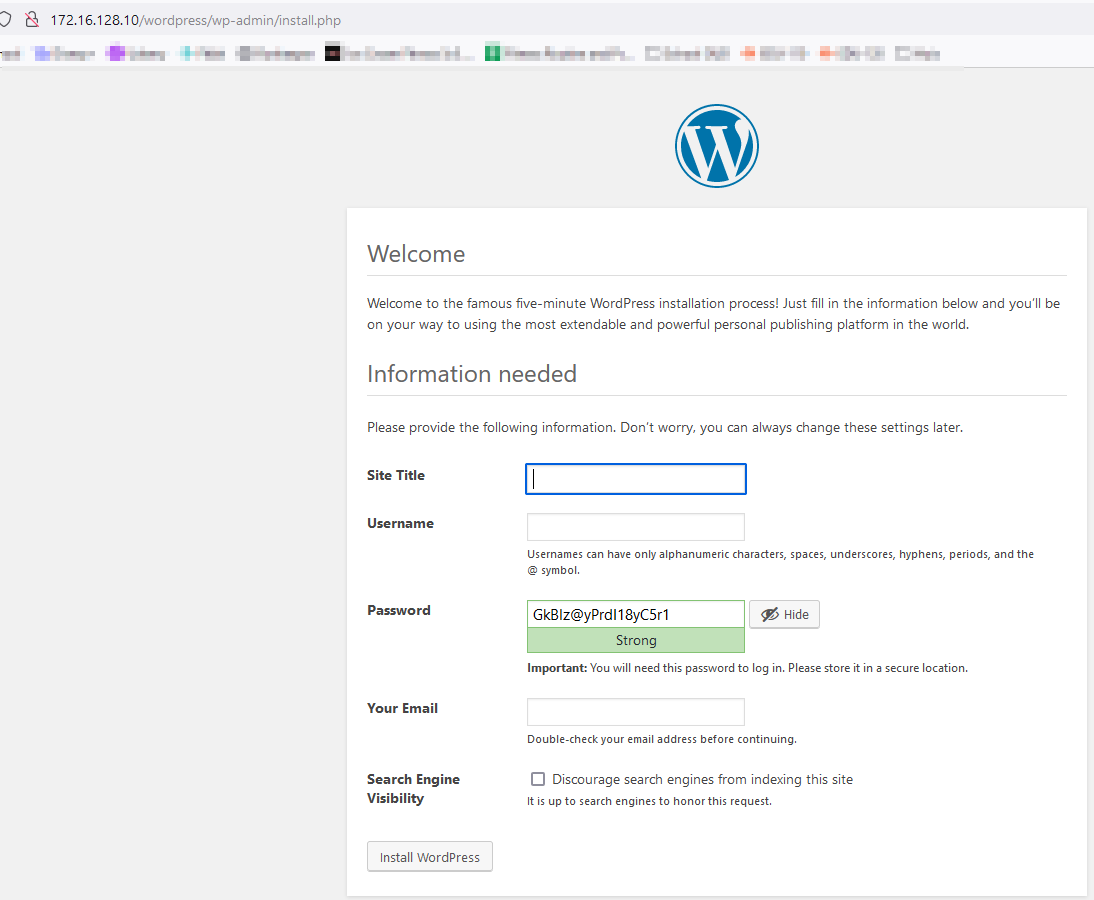 172.16.128.10/wordpress/wp-admin/install.php
Welcome
Welcome to the famous five-minute WordPress installation process! Just fill in the information below and you'll be
on your way to using the most extendable and powerful personal publishing platform in the world.
Information needed
Please provide the following information. Don't worry, you can always change these settings later.
Site Title
Username
Usernames can have only alphanumeric characters, spaces, underscores, hyphens, periods, and the
@ symbol.
Password
GkBIz@yPrdI18yC5r1
Hide
Strong
Important: You will need this password to log in. Please store it in a secure location.
Your Email
Double-check your email address before continuing.
Search Engine
Visibility
Discourage search engines from indexing this site
It is up to search engines to honor this request.
Install WordPress